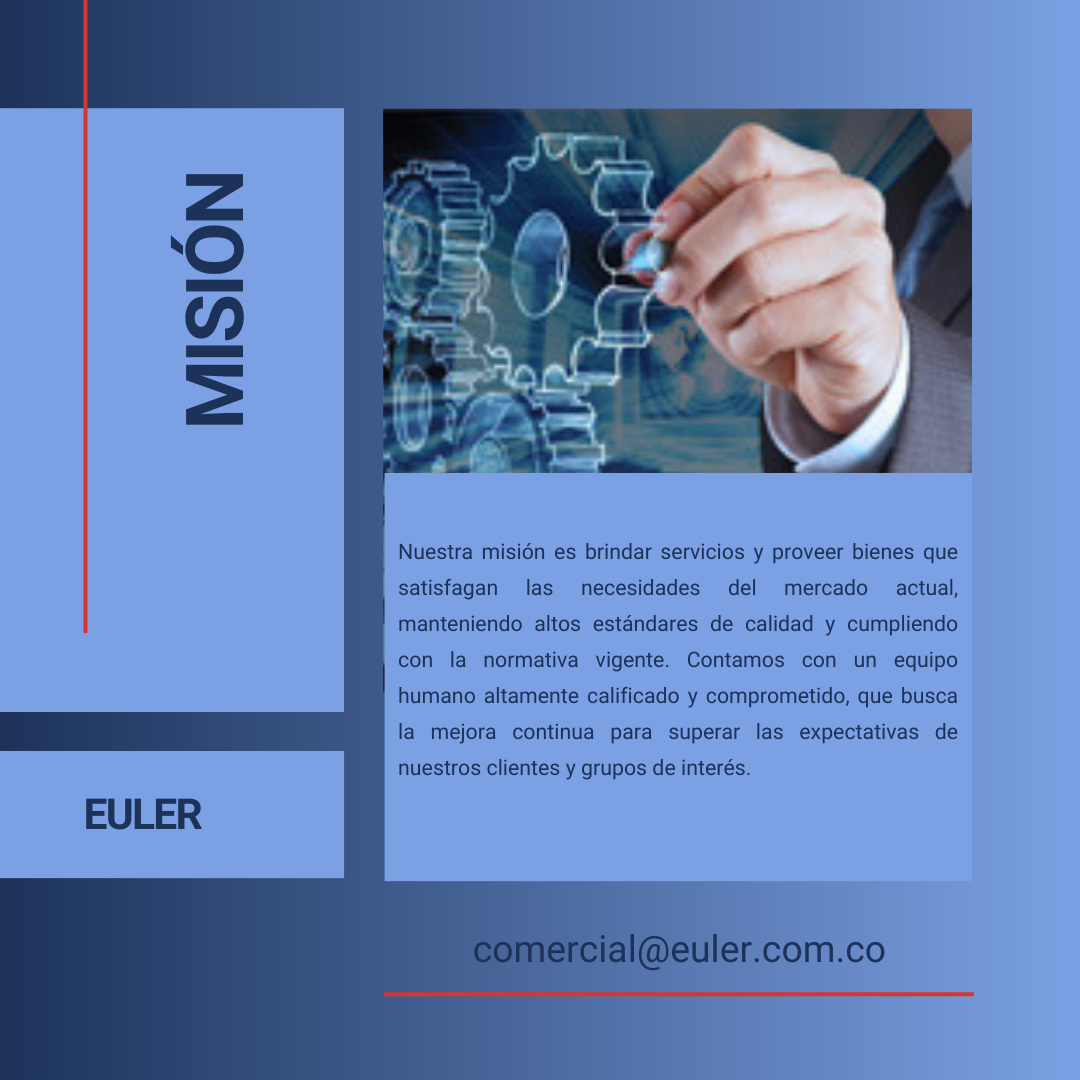 MISIÓN
Nuestra misión es brindar servicios y proveer bienes que
satisfagan las necesidades del mercado actual,
manteniendo altos estándares de calidad y cumpliendo
con la normativa vigente. Contamos con un equipo
humano altamente calificado y comprometido, que busca
la mejora continua para superar las expectativas de
nuestros clientes y grupos de interés.
EULER
comercial@euler.com.co